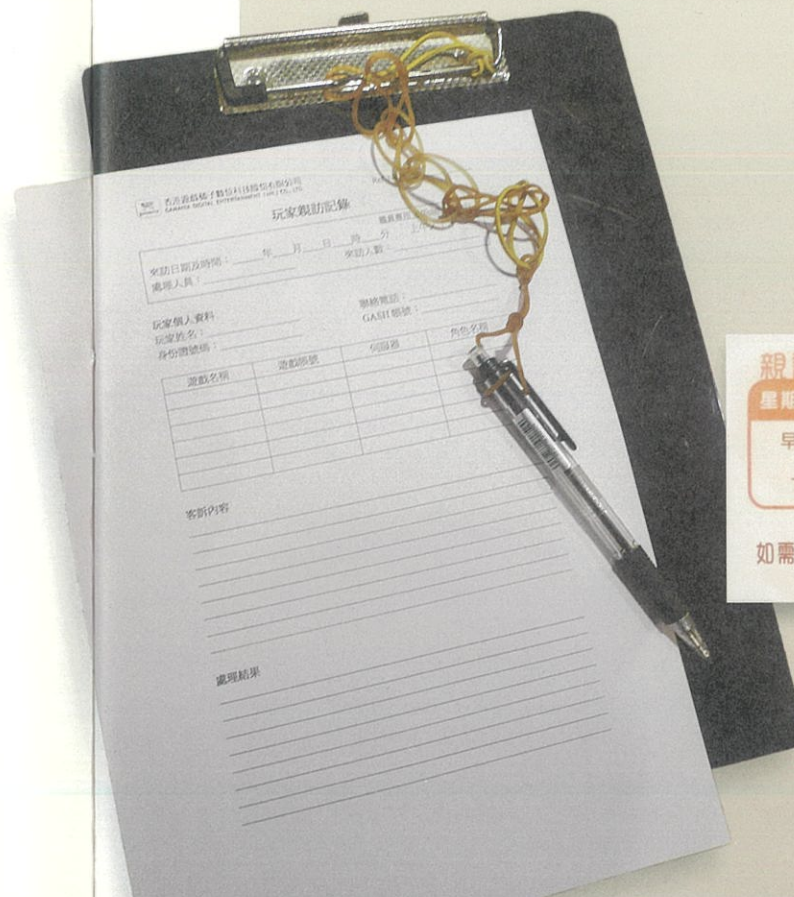 香港遊戲橘子數位科技股份有限公司
GAMANIA DIGITAL ENTERTAINMENT (HK) CO., LTD.
玩家親訪記錄
來訪日期及時間：　　年　　月　　日　　時　　分
處理人員：
來訪人數：
玩家個人資料
玩家姓名：
聯絡電話：
身份證號碼：
GASH帳號：
遊戲名稱　遊戲帳號　伺服器　角色名稱
客訴內容
處理結果
親
星期
早
如需